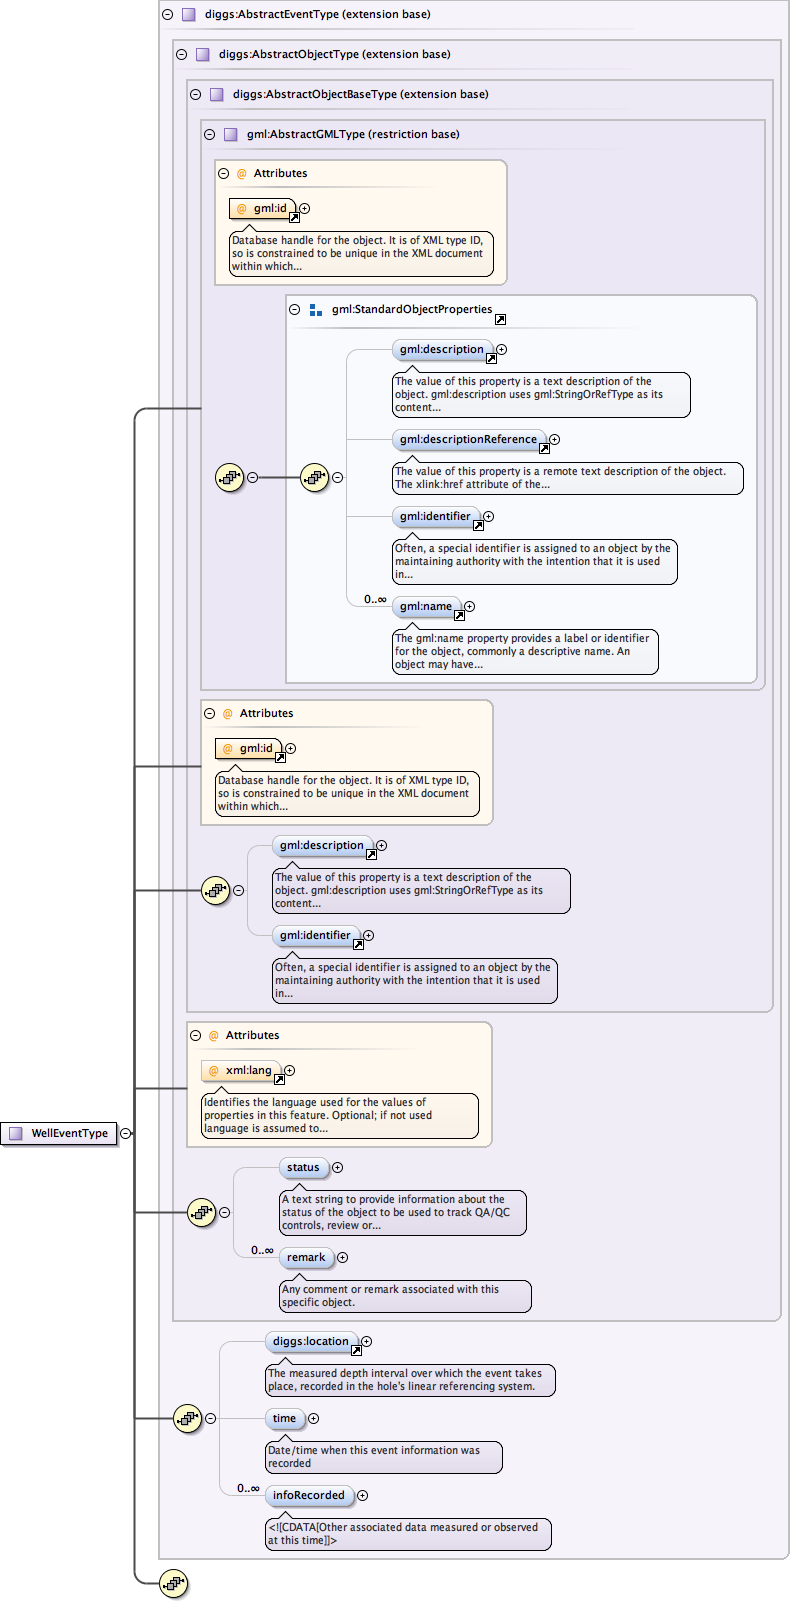 diggs:AbstractEventType (extension base)
diggs:AbstractObjectType (extension base)
diggs:AbstractObjectBaseType (extension base)
gml:AbstractGMLType (restriction base)
@ Attributes
@ gml:id
Database handle for the object. It is of XML type ID,
so is constrained to be unique in the XML document
within which...
gml:StandardObjectProperties
gml:description
The value of this property is a text description of the
object. gml:description uses gml:StringOrRefType as its
content...
gml:descriptionReference
The value of this property is a remote text description of the object.
The xlink:href attribute of the...
gml:identifier
Often, a special identifier is assigned to an object by the
maintaining authority with the intention that it is used
in...
0..∞
gml:name
The gml:name property provides a label or identifier
for the object, commonly a descriptive name. An
object may have...
@ Attributes
@ gml:id
Database handle for the object. It is of XML type ID,
so is constrained to be unique in the XML document
within which...
gml:description
The value of this property is a text description of the
object. gml:description uses gml:StringOrRefType as its
content...
gml:identifier
Often, a special identifier is assigned to an object by the
maintaining authority with the intention that it is used
in...
@ Attributes
@ xml:lang
Identifies the language used for the values of
properties in this feature. Optional; if not used
language is assumed to...
WellEventType
status
A text string to provide information about the
status of the object to be used to track QA/QC
controls, review or...
0..∞
remark
Any comment or remark associated with this
specific object.
diggs:location
The measured depth interval over which the event takes
place, recorded in the hole's linear referencing system.
time
Date/time when this event information was
recorded
0..∞
infoRecorded
<![CDATA[Other associated data measured or observed
at this time]]>